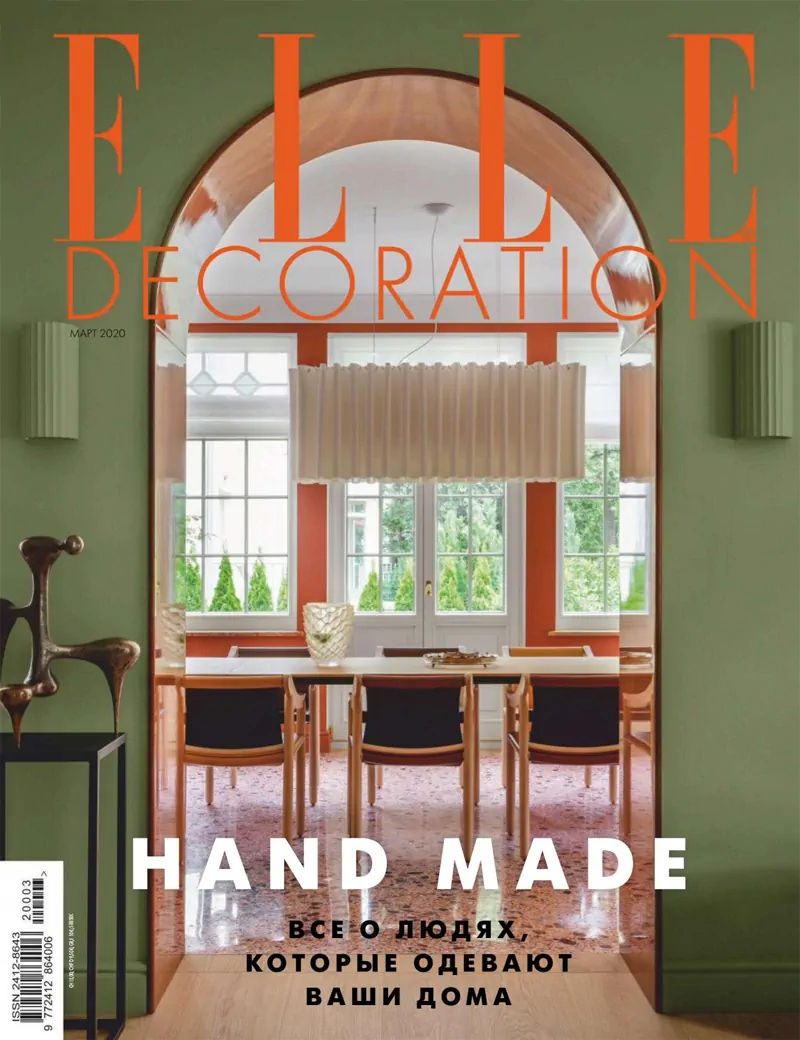 ELLE
DECORATION
МАРТ 2020
HAND MADE
ВСЕ О ЛЮДЯХ,
КОТОРЫЕ ОДЕВАЮТ
ВАШИ ДОМА
ISSN 2412-8643
20003
9 772412 864006
>